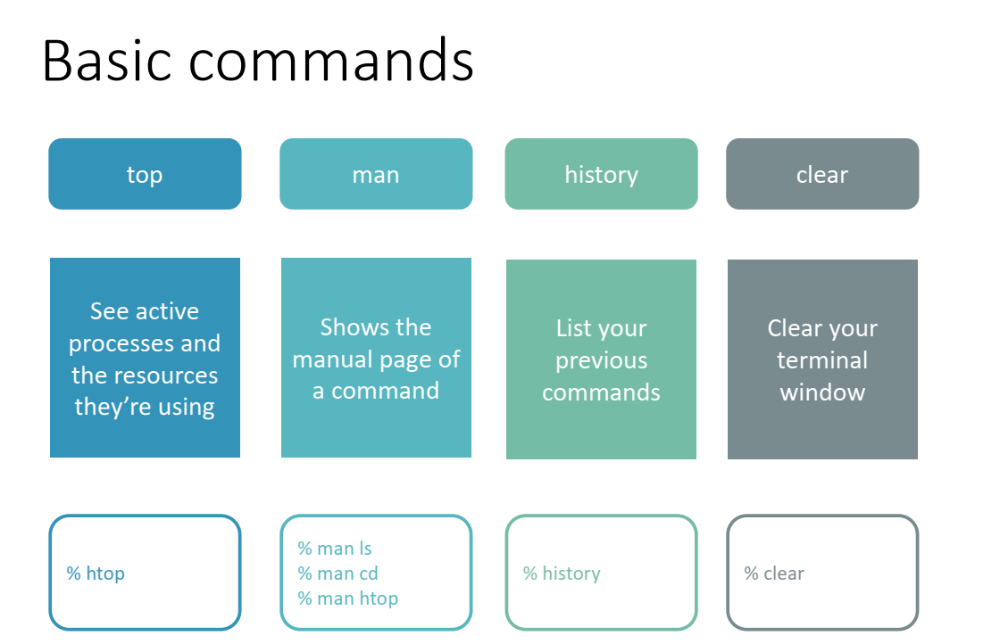 Basic commands
top
man
history
clear
See active
processes and
the resources
they’re using
Shows the
manual page of
a command
List your
previous
commands
Clear your
terminal
window
% htop
% man ls
% man cd
% man htop
% history
% clear